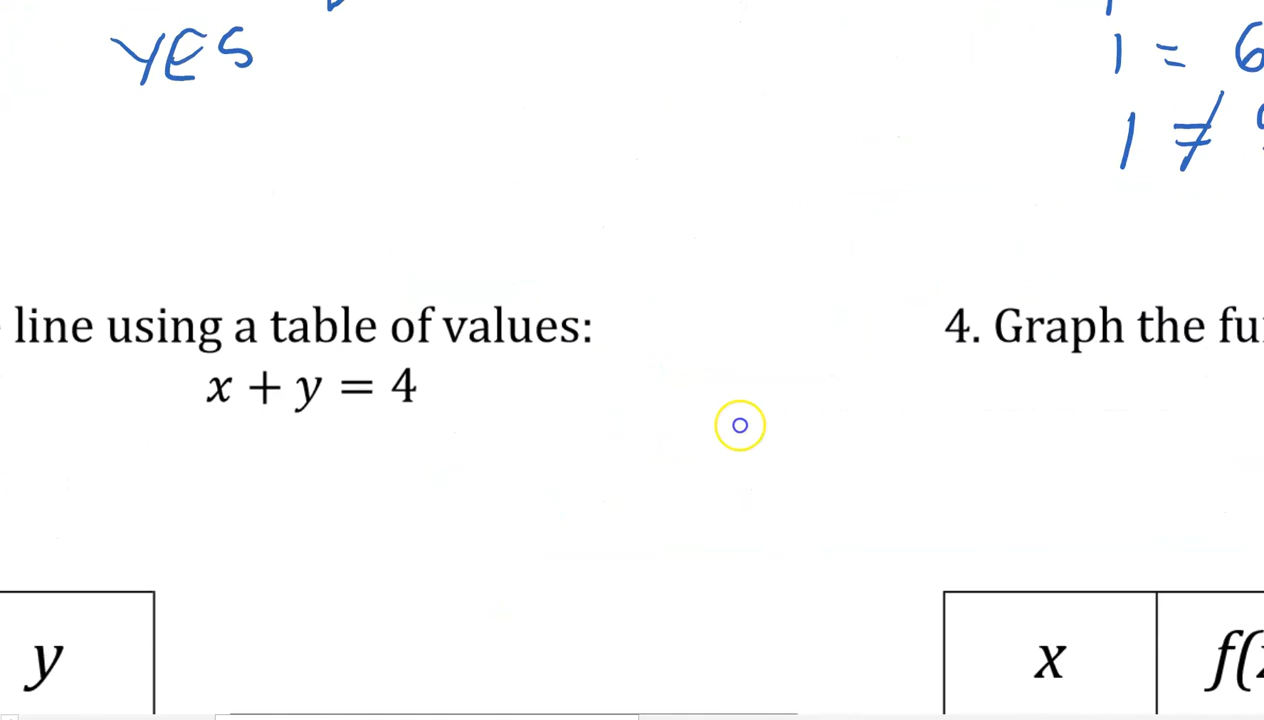 YES
1 = 6
1 ≠
line using a table of values:
x + y = 4
4. Graph the fu
y
x
f(